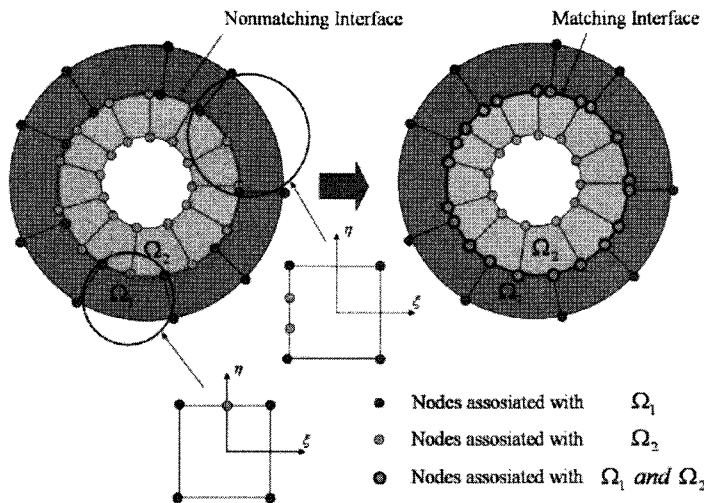 Nonmatching Interface
Matching Interface
Ω₂
Ω₁
Ω₂
Ω₁
η
ξ
η
ξ
Nodes assosiated with Ω₁
Nodes assosiated with Ω₂
Nodes assosiated with Ω₁ and Ω₂